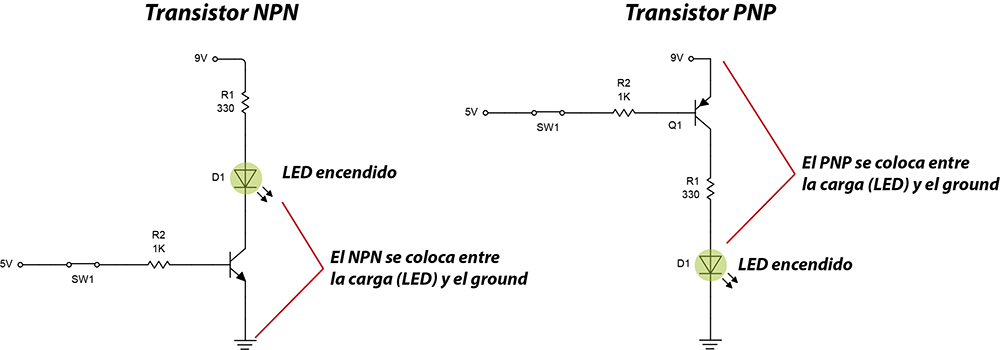 Transistor NPN
9V
R1
330
D1
LED encendido
R2
1K
5V
SW1
El NPN se coloca entre
la carga (LED) y el ground
Transistor PNP
9V
R2
1K
5V
SW1
Q1
El PNP se coloca entre
la carga (LED) y el ground
R1
330
D1
LED encendido